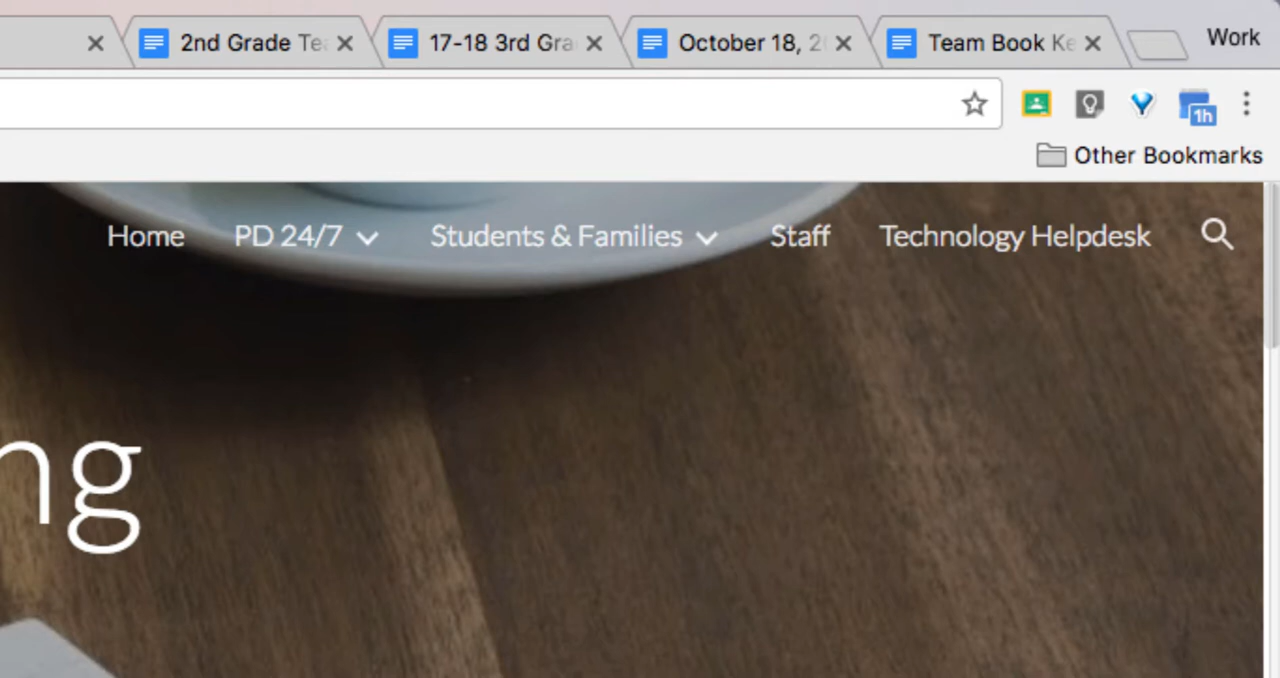 2nd Grade
17-18 3rd Gra
October 18, 2
Team Book Ke
Work
1h
Other Bookmarks
Home
PD 24/7
Students & Families
Staff
Technology Helpdesk
ng